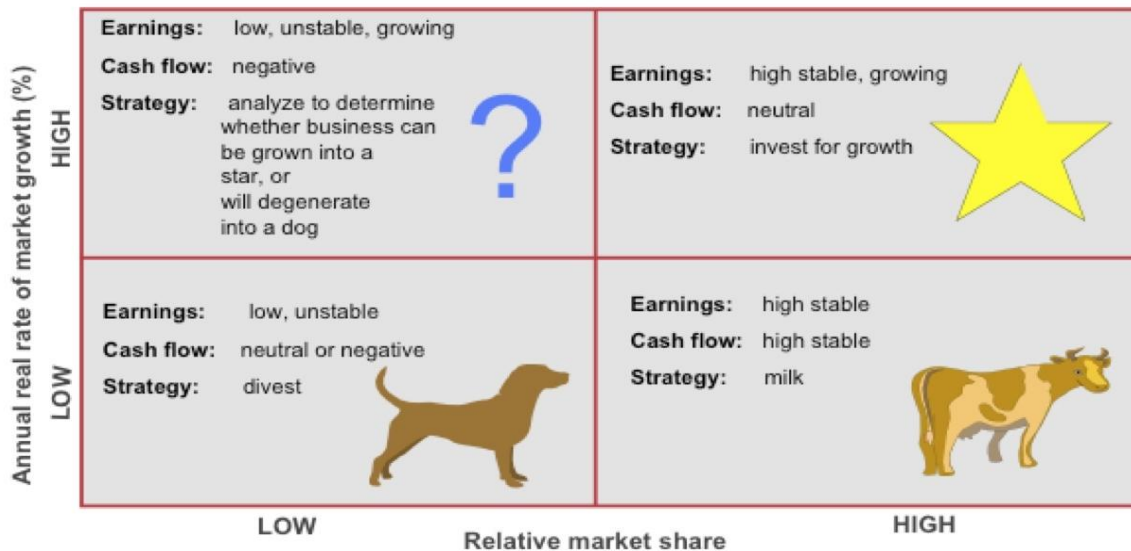 Annual real rate of market growth (%)
HIGH
LOW
Earnings: low, unstable, growing
Cash flow: negative
Strategy: analyze to determine
whether business can
be grown into a
star, or
will degenerate
into a dog
?
Earnings: high stable, growing
Cash flow: neutral
Strategy: invest for growth
Earnings: low, unstable
Cash flow: neutral or negative
Strategy: divest
Earnings: high stable
Cash flow: high stable
Strategy: milk
LOW
HIGH
Relative market share